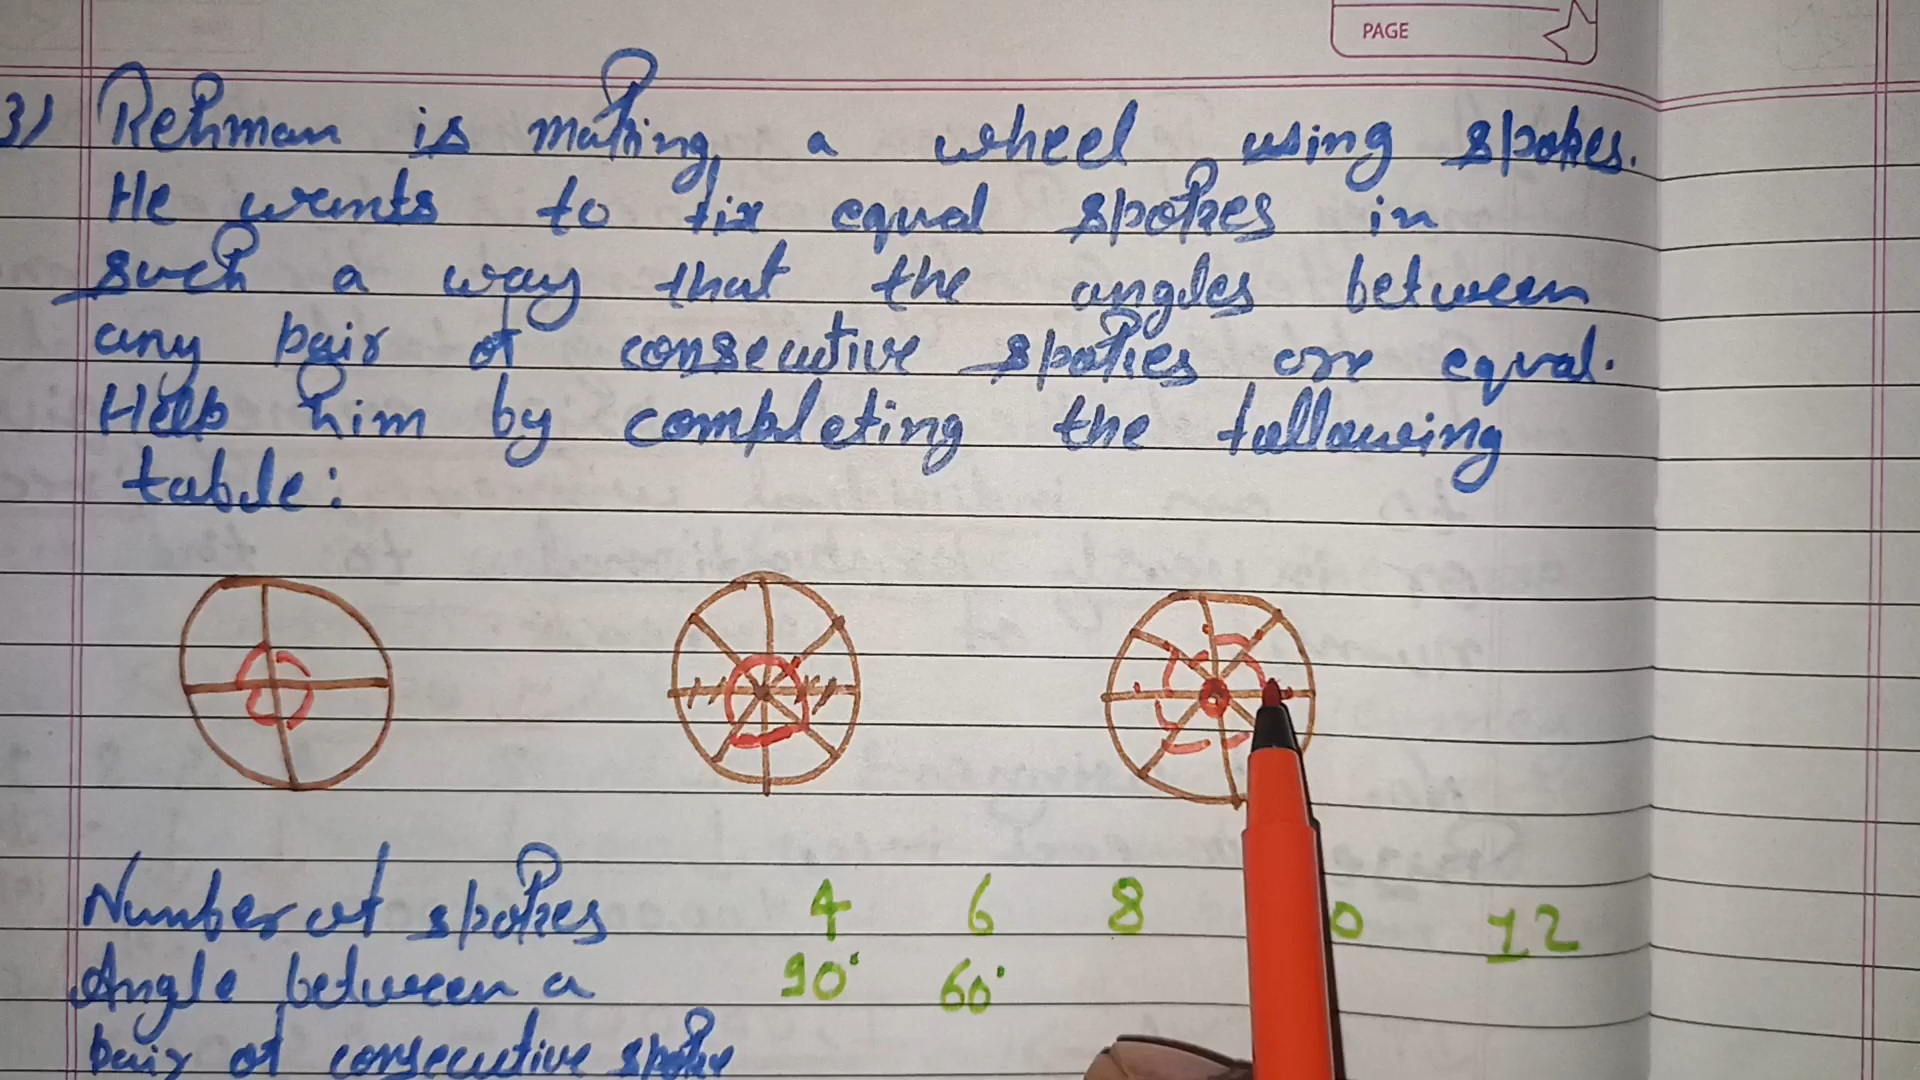 PAGE
3) Rehman is making a wheel using spokes.
He wants to fix equal spokes in
such a way that the angles between
any pair of consecutive spokes are equal.
Help him by completing the following
table:
Number of spokes 4 6 8 0 12
Angle between a 90° 60°
pair of consecutive spoke